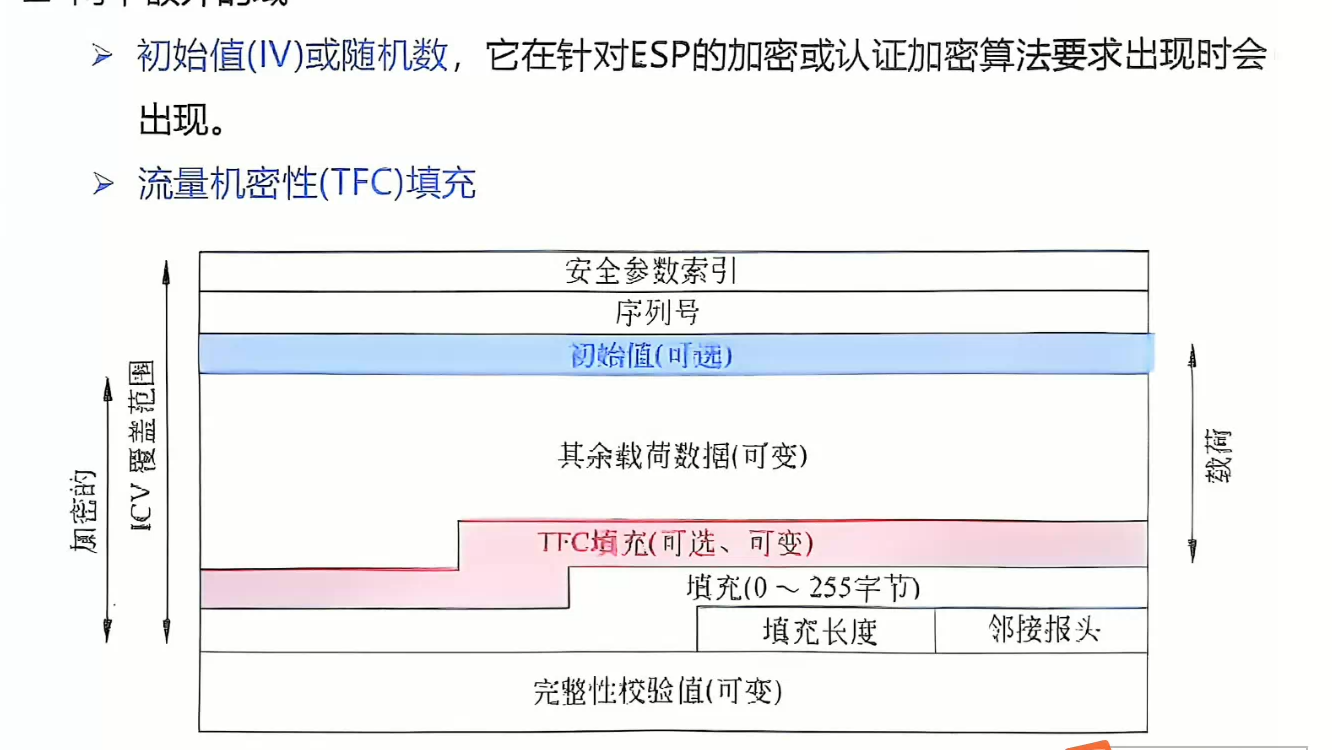 初始值(IV)或随机数，它在针对ESP的加密或认证加密算法要求出现时会
出现。
流量机密性(TFC)填充
安全参数索引
序列号
初始值(可选)
其余载荷数据(可变)
TFC填充(可选、可变)
填充(0～255字节)
填充长度
邻接报头
完整性校验值(可变)
加密的
ICV 覆盖范围
载荷